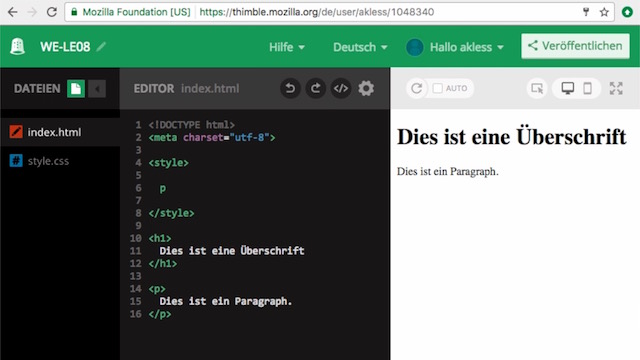 Mozilla Foundation [US] https://thimble.mozilla.org/de/user/akless/1048340
WE-LE08 Hilfe Deutsch Hallo akless Veröffentlichen
DATEIEN EDITOR index.html AUTO
index.html
style.css
1 <!DOCTYPE html>
2 <meta charset="utf-8">
3
4 <style>
5
6 p
7
8 </style>
9
10 <h1>
11 Dies ist eine Überschrift
12 </h1>
13
14 <p>
15 Dies ist ein Paragraph.
16 </p>
Dies ist eine Überschrift
Dies ist ein Paragraph.